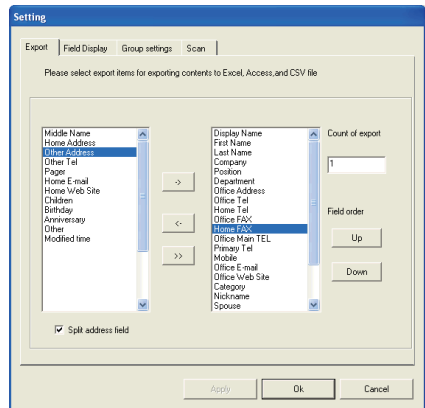 Setting
Export Field Display Group settings Scan
Please select export items for exporting contents to Excel, Access,and CSV file
Middle Name
Home Address
Other Address
Other Tel
Pager
Home E-mail
Home Web Site
Children
Birthday
Anniversary
Other
Modified time
->
<-
>>
Display Name
First Name
Last Name
Company
Position
Department
Office Address
Office Tel
Home Tel
Office FAX
Home FAX
Office Main TEL
Primary Tel
Mobile
Office E-mail
Office Web Site
Category
Nickname
Spouse
Count of export
1
Field order
Up
Down
Split address field
Apply Ok Cancel